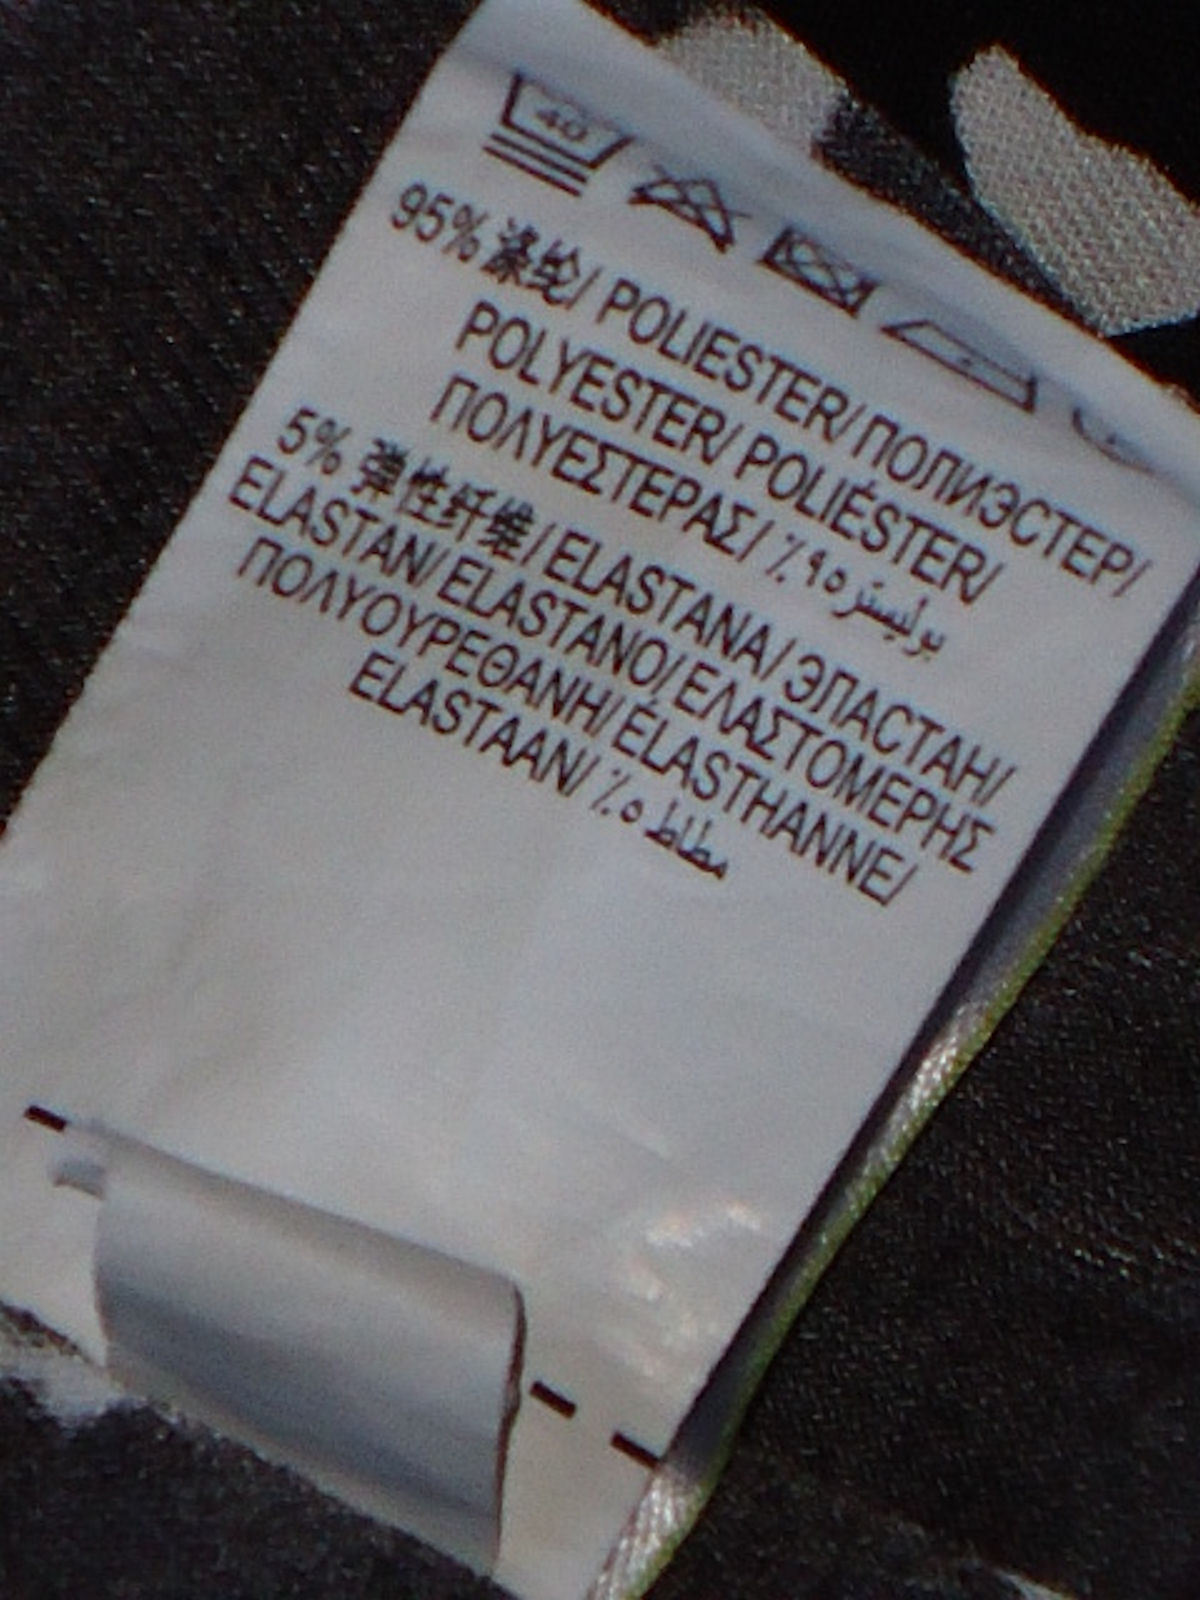 40
95% 涤纶/ POLIESTER/ ПОЛИЭСТЕР/
POLYESTER/ POLIÉSTER/
ΠΟΛΥΕΣΤΕΡΑΣ/ ٪٩٥ بوليستر
5% 弹性纤维/ ELASTANA/ ЭЛАСТАН/
ELASTAN/ ELASTANO/ ΕΛΑΣΤΟΜΕΡΗΣ
ΠΟΛΥΟΥΡΕΘΑΝΗ/ ÉLASTHANNE/
ELASTAAN/ ٪٥ مطاط